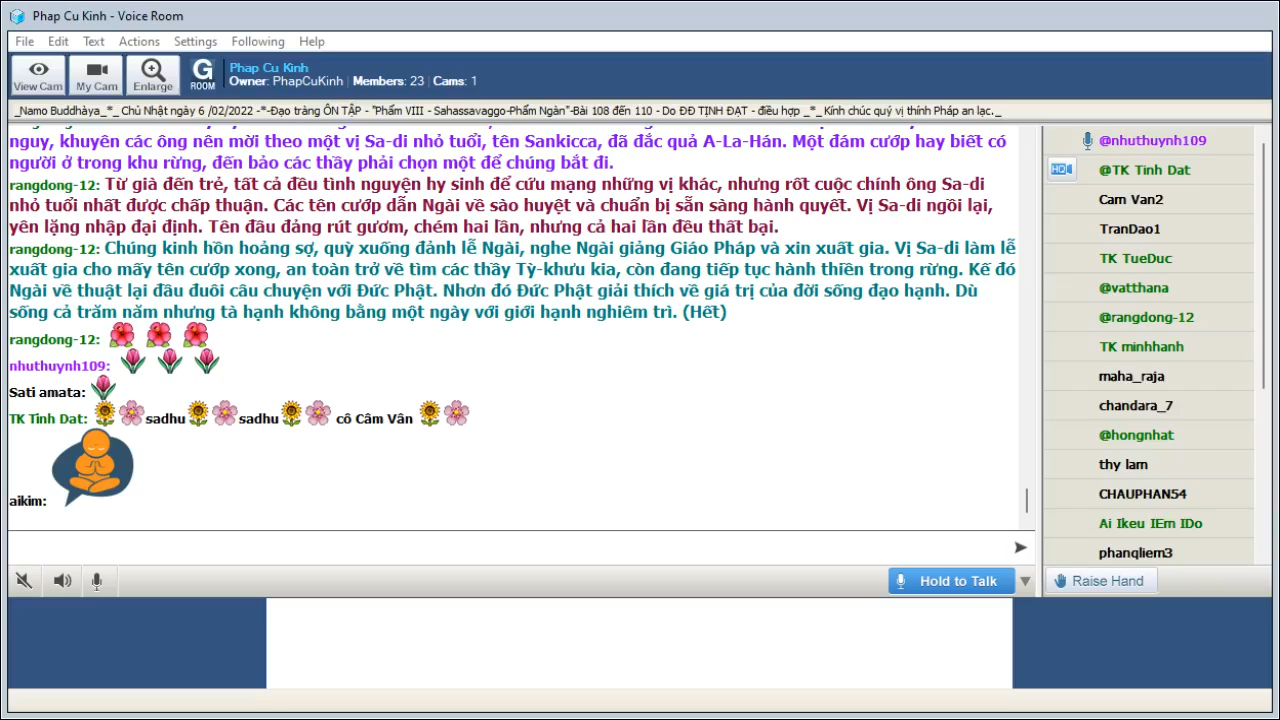 Phap Cu Kinh - Voice Room
File Edit Text Actions Settings Following Help
View Cam My Cam Enlarge G ROOM
Phap Cu Kinh
Owner: PhapCuKinh Members: 23 Cams: 1
_Namo Buddhàya_*_ Chủ Nhật ngày 6 /02/2022 -*-Đạo tràng ÔN TẬP - "Phẩm VIII - Sahassavaggo-Phẩm Ngàn"-Bài 108 đến 110 - Do ĐĐ TỊNH ĐẠT - điều hợp _*_ Kính chúc quý vị thính Pháp an lạc._
nguy, khuyên các ông nên mời theo một vị Sa-di nhỏ tuổi, tên Sankicca, đã đắc quả A-La-Hán. Một đám cướp hay biết có
người ở trong khu rừng, đến bảo các thầy phải chọn một để chúng bắt đi.
rangdong-12: Từ già đến trẻ, tất cả đều tình nguyện hy sinh để cứu mạng những vị khác, nhưng rốt cuộc chính ông Sa-di
nhỏ tuổi nhất được chấp thuận. Các tên cướp dẫn Ngài về sào huyệt và chuẩn bị sẵn sàng hành quyết. Vị Sa-di ngồi lại,
yên lặng nhập đại định. Tên đầu đảng rút gươm, chém hai lần, nhưng cả hai lần đều thất bại.
rangdong-12: Chúng kinh hồn hoảng sợ, quỳ xuống đảnh lễ Ngài, nghe Ngài giảng Giáo Pháp và xin xuất gia. Vị Sa-di làm lễ
xuất gia cho mấy tên cướp xong, an toàn trở về tìm các thầy Tỳ-khưu kia, còn đang tiếp tục hành thiền trong rừng. Kế đó
Ngài về thuật lại đầu đuôi câu chuyện với Đức Phật. Nhơn đó Đức Phật giải thích về giá trị của đời sống đạo hạnh. Dù
sống cả trăm năm nhưng tà hạnh không bằng một ngày với giới hạnh nghiêm trì. (Hết)
rangdong-12:
nhuthuynh109:
Sati amata:
TK Tinh Dat: sadhu sadhu cô Câm Vân
aikim:
@nhuthuynh109
HQ @TK Tinh Dat
Cam Van2
TranDao1
TK TueDuc
@vatthana
@rangdong-12
TK minhhanh
maha_raja
chandara_7
@hongnhat
thy lam
CHAUPHAN54
Ai Ikeu IEm IDo
phanqliem3
Hold to Talk
Raise Hand